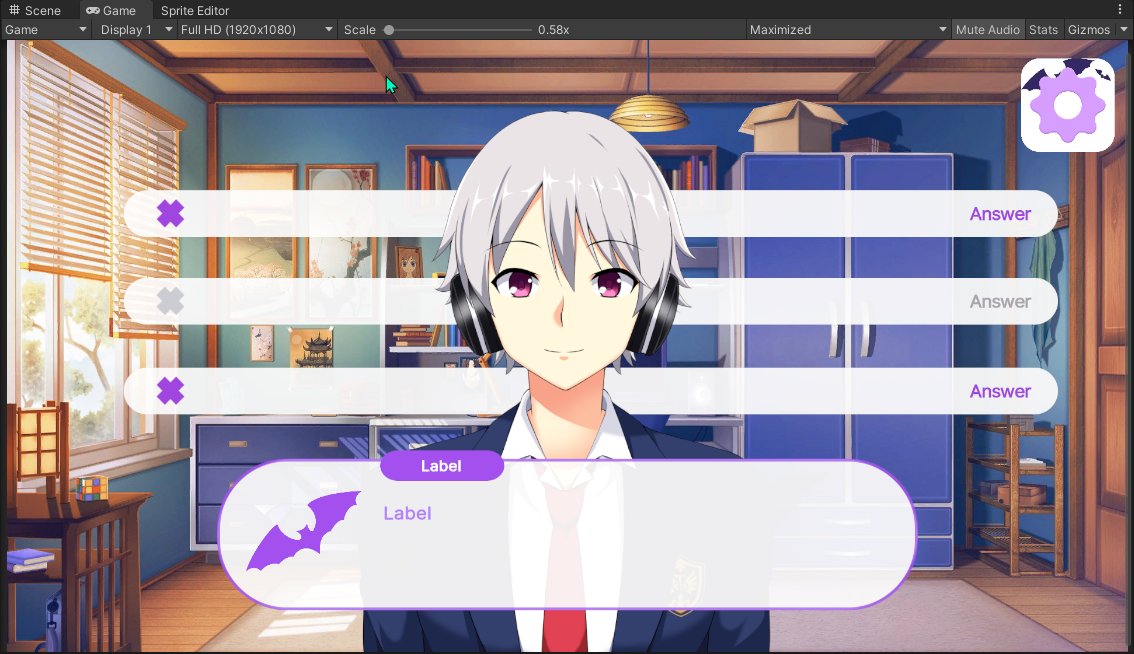 Scene Game Sprite Editor
Game Display 1 Full HD (1920x1080) Scale 0.58x Maximized Mute Audio Stats Gizmos
Answer
Answer
Answer
Label
Label